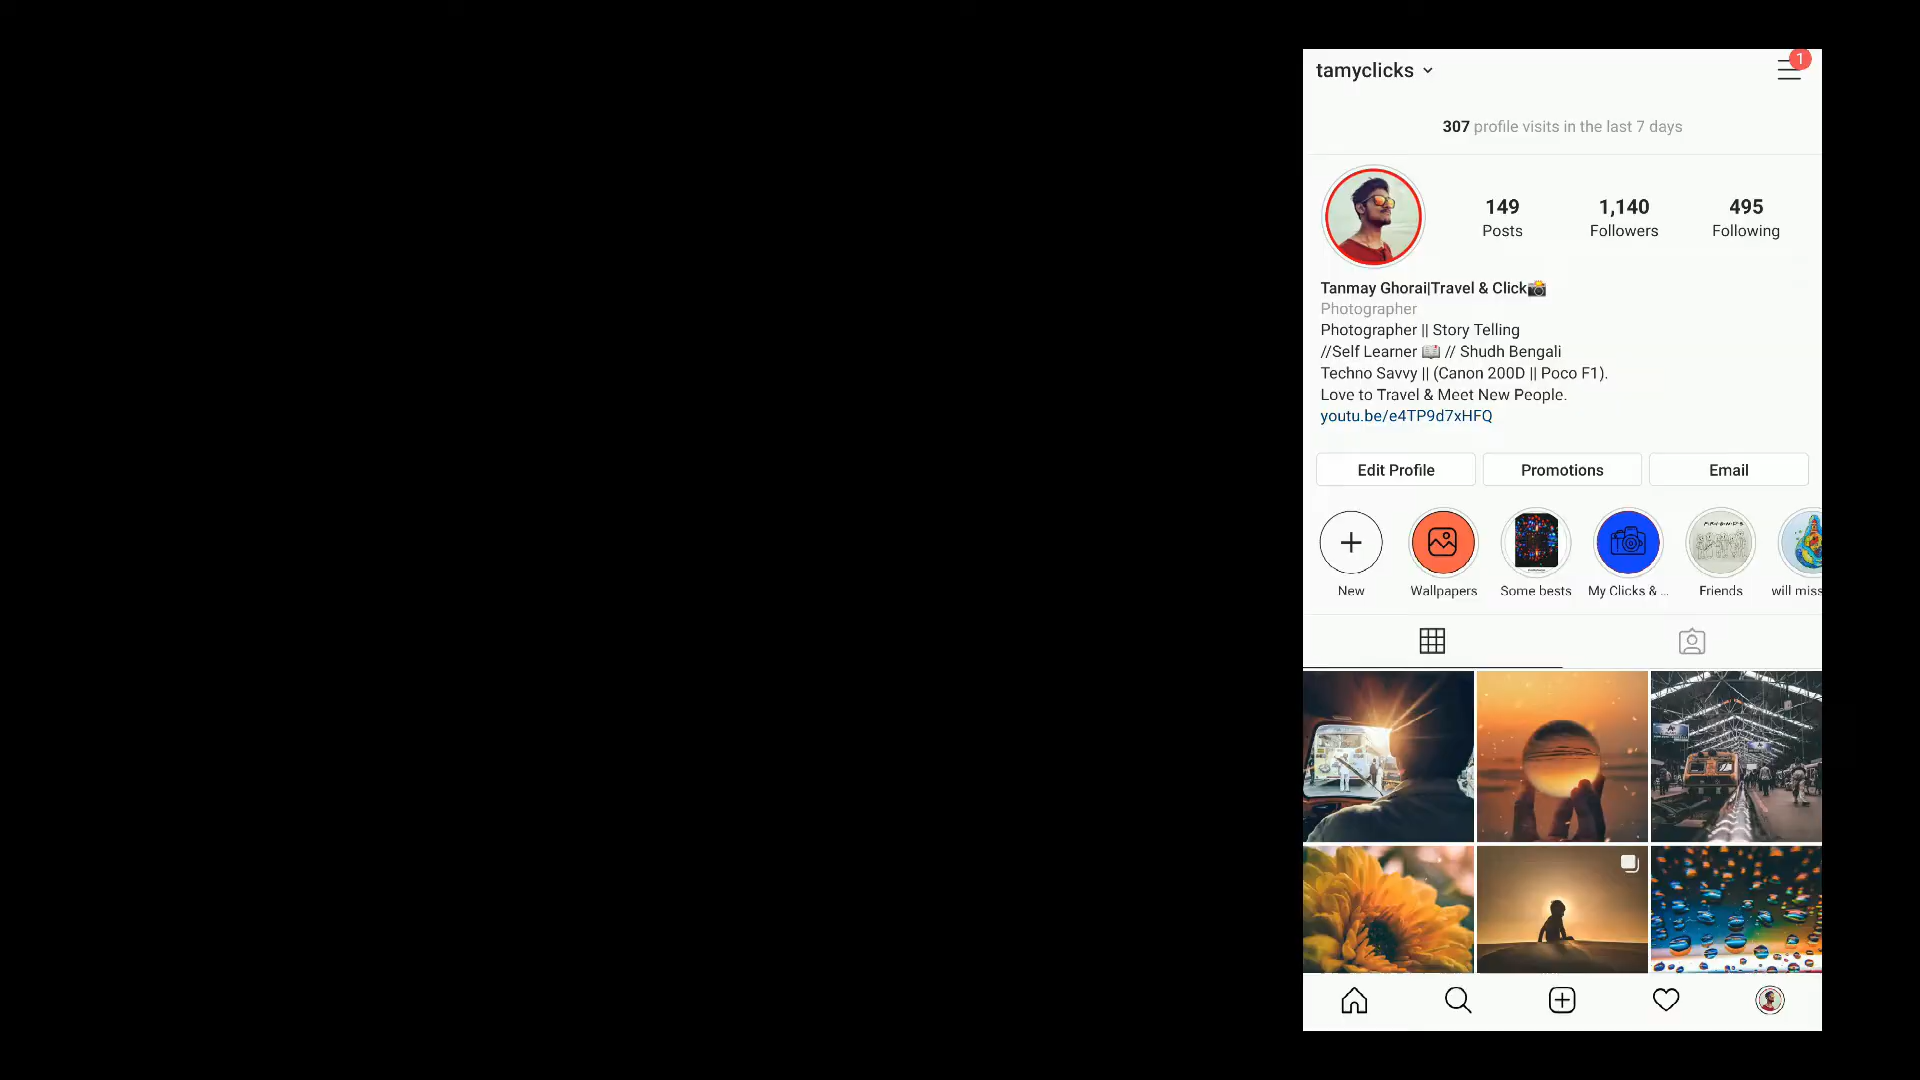 tamyclicks
1
307 profile visits in the last 7 days
149 1,140 495
Posts Followers Following
Tanmay Ghorai|Travel & Click📸
Photographer
Photographer || Story Telling
//Self Learner 📖 // Shudh Bengali
Techno Savvy || (Canon 200D || Poco F1).
Love to Travel & Meet New People.
youtu.be/e4TP9d7xHFQ
Edit Profile Promotions Email
F·R·I·E·N·D·S
New Wallpapers Some bests My Clicks & ... Friends will miss